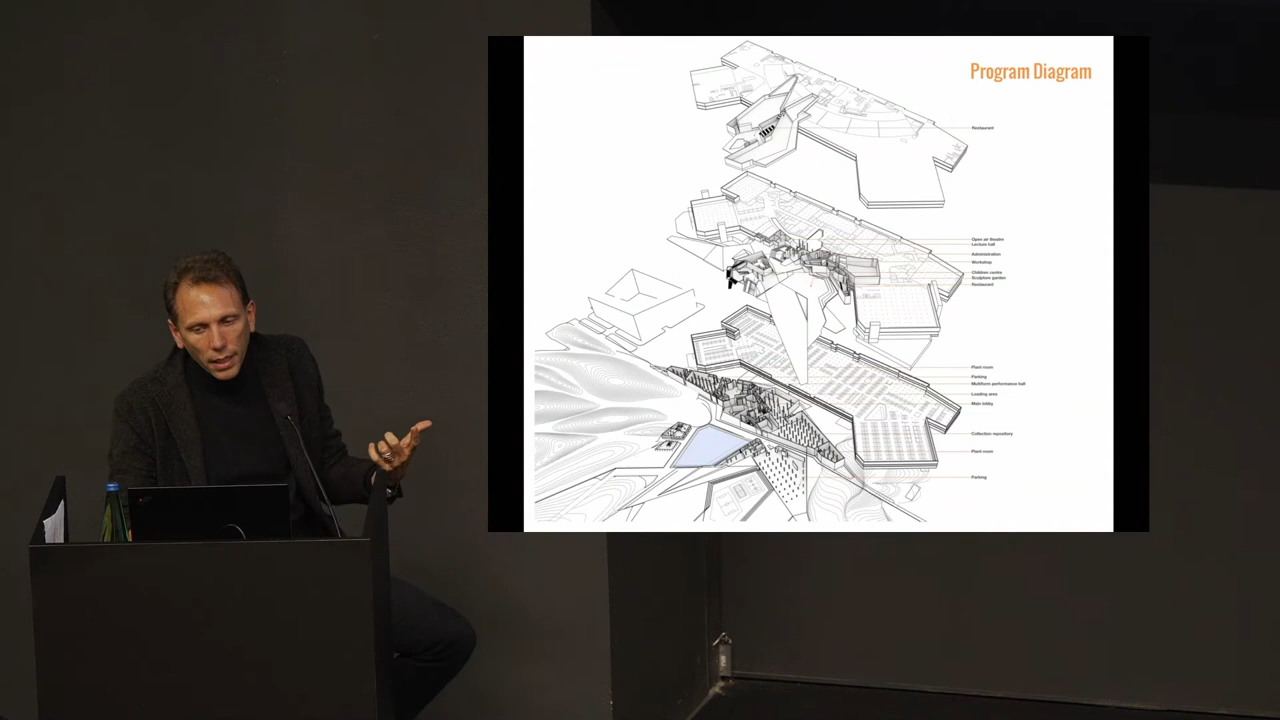 Program Diagram
Restaurant
Open air theatre
Lecture hall
Administration
Workshop
Children centre
Sculpture garden
Restaurant
Plant room
Parking
Multiform performance hall
Loading area
Main lobby
Collection repository
Plant room
Parking